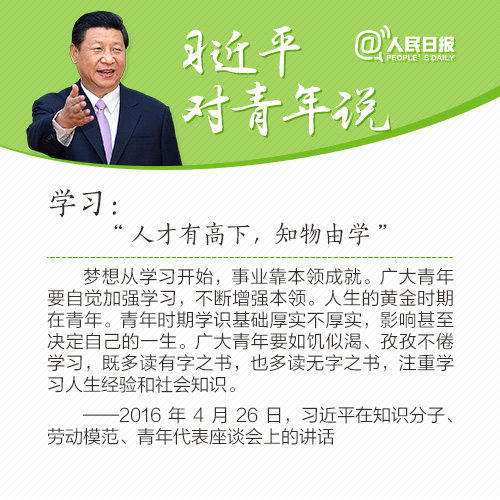 习近平
对青年说
@人民日报
PEOPLE'S DAILY
学习：
“人才有高下，知物由学”
梦想从学习开始，事业靠本领成就。广大青年
要自觉加强学习，不断增强本领。人生的黄金时期
在青年。青年时期学识基础厚实不厚实，影响甚至
决定自己的一生。广大青年要如饥似渴、孜孜不倦
学习，既多读有字之书，也多读无字之书，注重学
习人生经验和社会知识。
——2016 年 4 月 26 日，习近平在知识分子、
劳动模范、青年代表座谈会上的讲话